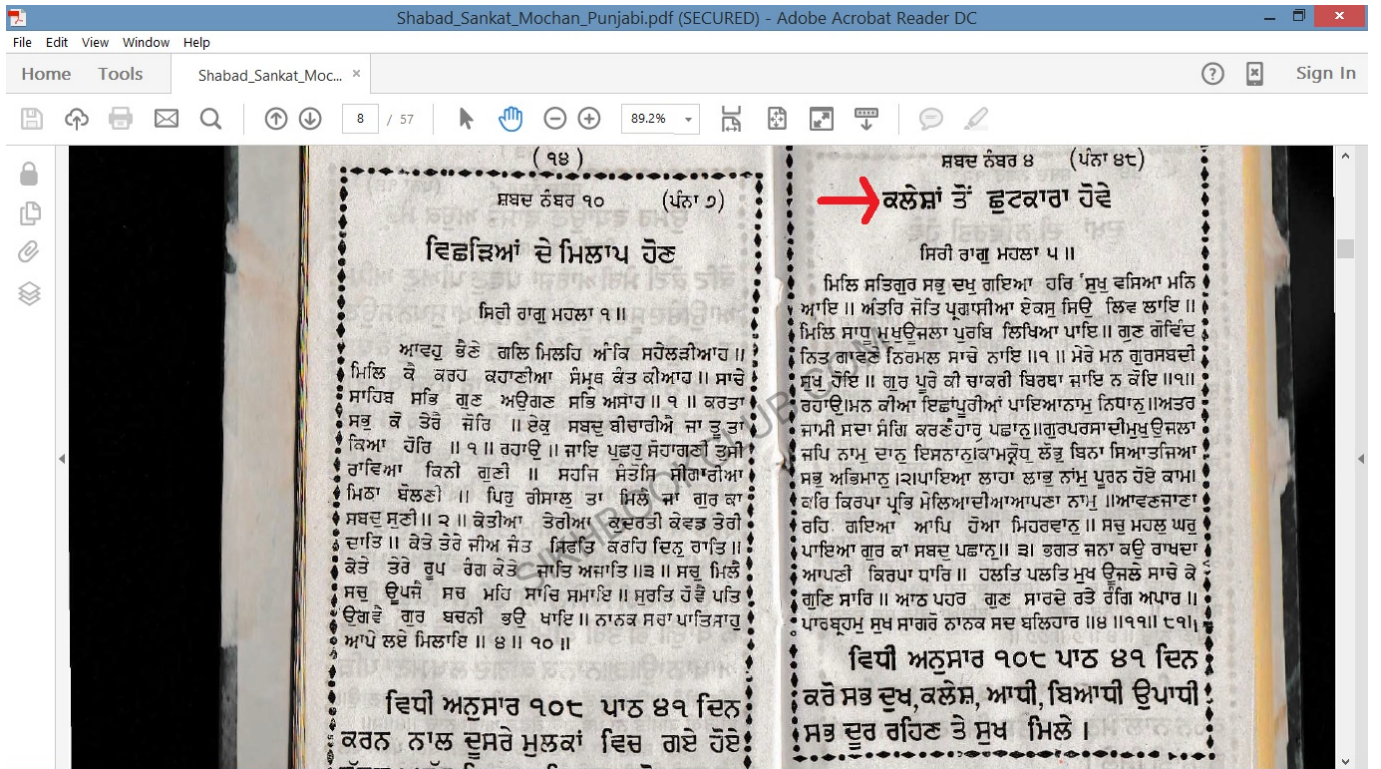 Shabad_Sankat_Mochan_Punjabi.pdf (SECURED) - Adobe Acrobat Reader DC
File Edit View Window Help
Home Tools Shabad_Sankat_Moc... × Sign In
8 / 57 89.2%
( ੧੪ )
ਸ਼ਬਦ ਨੰਬਰ ੧੦ (ਪੰਨਾ ੭)
ਵਿਛੜਿਆਂ ਦੇ ਮਿਲਾਪ ਹੋਣ
ਸਿਰੀ ਰਾਗੁ ਮਹਲਾ ੧॥
ਆਵਹੁ ਭੈਣੇ ਗਲਿ ਮਿਲਹਿ ਅੰਕਿ ਸਹੇਲੜੀਆਹ॥
ਮਿਲਿ ਕੇ ਕਰਹ ਕਹਾਣੀਆ ਸੰਮ੍ਰਥ ਕੰਤ ਕੀਆਹ॥ ਸਾਚੇ
ਸਾਹਿਬ ਸਭਿ ਗੁਣ ਅਉਗਣ ਸਭਿ ਅਸਾਹ॥ ੧ ॥ ਕਰਤਾ
ਸਭੁ ਕੋ ਤੇਰੈ ਜੋਰਿ ॥ ਏਕੁ ਸਬਦੁ ਬੀਚਾਰੀਐ ਜਾ ਤੂ ਤਾ
ਕਿਆ ਹੋਰਿ ॥ ੧ ॥ ਰਹਾਉ ॥ ਜਾਇ ਪੁਛਹੁ ਸੋਹਾਗਣੀ ਤੁਸੀ
ਰਾਵਿਆ ਕਿਨੀ ਗੁਣੀ ॥ ਸਹਜਿ ਸੰਤੋਖਿ ਸੀਗਾਰੀਆ
ਮਿਠਾ ਬੋਲਣੀ ॥ ਪਿਰੁ ਰੀਸਾਲੂ ਤਾ ਮਿਲੈ ਜਾਂ ਗੁਰ ਕਾ
ਸਬਦੁ ਸੁਣੀ॥ ੨ ॥ ਕੇਤੀਆ ਤੇਰੀਆ ਕੁਦਰਤੀ ਕੇਵਡ ਤੇਰੀ
ਦਾਤਿ ॥ ਕੇਤੇ ਤੇਰੇ ਜੀਅ ਜੰਤ ਸਿਫਤਿ ਕਰਹਿ ਦਿਨੁ ਰਾਤਿ॥
ਕੇਤੇ ਤੇਰੇ ਰੂਪ ਰੰਗ ਕੇਤੇ ਜਾਤਿ ਅਜਾਤਿ॥੩॥ ਸਚੁ ਮਿਲੈ
ਸਚੁ ਊਪਜੈ ਸਚ ਮਹਿ ਸਾਚਿ ਸਮਾਇ ॥ ਸੁਰਤਿ ਹੋਵੈ ਪਤਿ
ਉਗਵੈ ਗੁਰ ਬਚਨੀ ਭਉ ਖਾਇ॥ ਨਾਨਕ ਸਚਾ ਪਾਤਿਸਾਹੁ
ਆਪੇ ਲਏ ਮਿਲਾਇ ॥ ੪ ॥ ੧੦ ॥
ਵਿਧੀ ਅਨੁਸਾਰ ੧੦੮ ਪਾਠ ੪੧ ਦਿਨ
ਕਰਨ ਨਾਲ ਦੂਸਰੇ ਮੁਲਕਾਂ ਵਿਚ ਗਏ ਹੋਏ
ਸ਼ਬਦ ਨੰਬਰ ੪ (ਪੰਨਾ ੪੮)
ਕਲੇਸ਼ਾਂ ਤੋਂ ਛੁਟਕਾਰਾ ਹੋਵੇ
ਸਿਰੀ ਰਾਗੁ ਮਹਲਾ ੫॥
ਮਿਲਿ ਸਤਿਗੁਰ ਸਭੁ ਦਖੁ ਗਇਆ ਹਰਿ ਸੁਖੁ ਵਸਿਆ ਮਨਿ
ਆਇ॥ ਅੰਤਰਿ ਜੋਤਿ ਪ੍ਰਗਾਸੀਆ ਏਕਸੁ ਸਿਉ ਲਿਵ ਲਾਇ ॥
ਮਿਲਿ ਸਾਧੂ ਮੁਖੁਊਜਲਾ ਪੂਰਬਿ ਲਿਖਿਆ ਪਾਇ॥ ਗੁਣ ਗੋਵਿੰਦ
ਨਿਤ ਗਾਵਣੇ ਨਿਰਮਲ ਸਾਚੇ ਨਾਇ ॥੧॥ ਮੇਰੇ ਮਨ ਗੁਰਸਬਦੀ
ਸੁਖੁ ਹੋਇ॥ ਗੁਰ ਪੂਰੇ ਕੀ ਚਾਕਰੀ ਬਿਰਥਾ ਜਾਇ ਨ ਕੋਇ॥੧॥
ਰਹਾਉ॥ਮਨ ਕੀਆ ਇਛਾਂਪੂਰੀਆਂ ਪਾਇਆਨਾਮੁ ਨਿਧਾਨੁ॥ਅਤਰ
ਜਾਮੀ ਸਦਾ ਸੰਗਿ ਕਰਣੈਹਾਰੁ ਪਛਾਨੁ॥ਗੁਰਪਰਸਾਦੀਮੁਖੁਊਜਲਾ
ਜਪਿ ਨਾਮੁ ਦਾਨੁ ਇਸਨਾਨੁ।ਕਾਮਕ੍ਰੋਧੁ ਲੋਭੁ ਬਿਨਾ ਸਿਆਤਜਿਆ
ਸਭੁ ਅਭਿਮਾਨੁ।੨।ਪਾਇਆ ਲਾਹਾ ਲਾਭੁ ਨਾਂਮੁ ਪੂਰਨ ਹੋਏ ਕਾਮ।
ਕਰਿ ਕਿਰਪਾ ਪ੍ਰਭਿ ਮੇਲਿਆਦੀਆਆਪਣਾ ਨਾਮੁ ॥ਆਵਣਜਾਣਾ
ਰਹਿ ਗਇਆ ਆਪਿ ਹੋਆ ਮਿਹਰਵਾਨੁ॥ ਸਚੁ ਮਹਲੁ ਘਰੁ
ਪਾਇਆ ਗੁਰ ਕਾ ਸਬਦੁ ਪਛਾਨੁ॥ ੩। ਭਗਤ ਜਨਾ ਕਉ ਰਾਖਦਾ
ਆਪਣੀ ਕਿਰਪਾ ਧਾਰਿ॥ ਹਲਤਿ ਪਲਤਿ ਮੁਖ ਊਜਲੇ ਸਾਚੇ ਕੇ
ਗੁਣਿ ਸਾਰਿ॥ ਆਠ ਪਹਰ ਗੁਣ ਸਾਰਦੇ ਰਤੇ ਰੰਗਿ ਅਪਾਰ॥
ਪਾਰਬ੍ਰਹਮੁ ਸੁਖ ਸਾਗਰੋ ਨਾਨਕ ਸਦ ਬਲਿਹਾਰ॥੪॥੧੧॥ ੮੧॥
ਵਿਧੀ ਅਨੁਸਾਰ ੧੦੮ ਪਾਠ ੪੧ ਦਿਨ
ਕਰੋ ਸਭ ਦੁਖ,ਕਲੇਸ਼, ਆਧੀ,ਬਿਆਧੀ ਉਪਾਧੀ
ਸਭ ਦੂਰ ਰਹਿਣ ਤੇ ਸੁਖ ਮਿਲੇ।
SIKHBOOKCLUB.COM